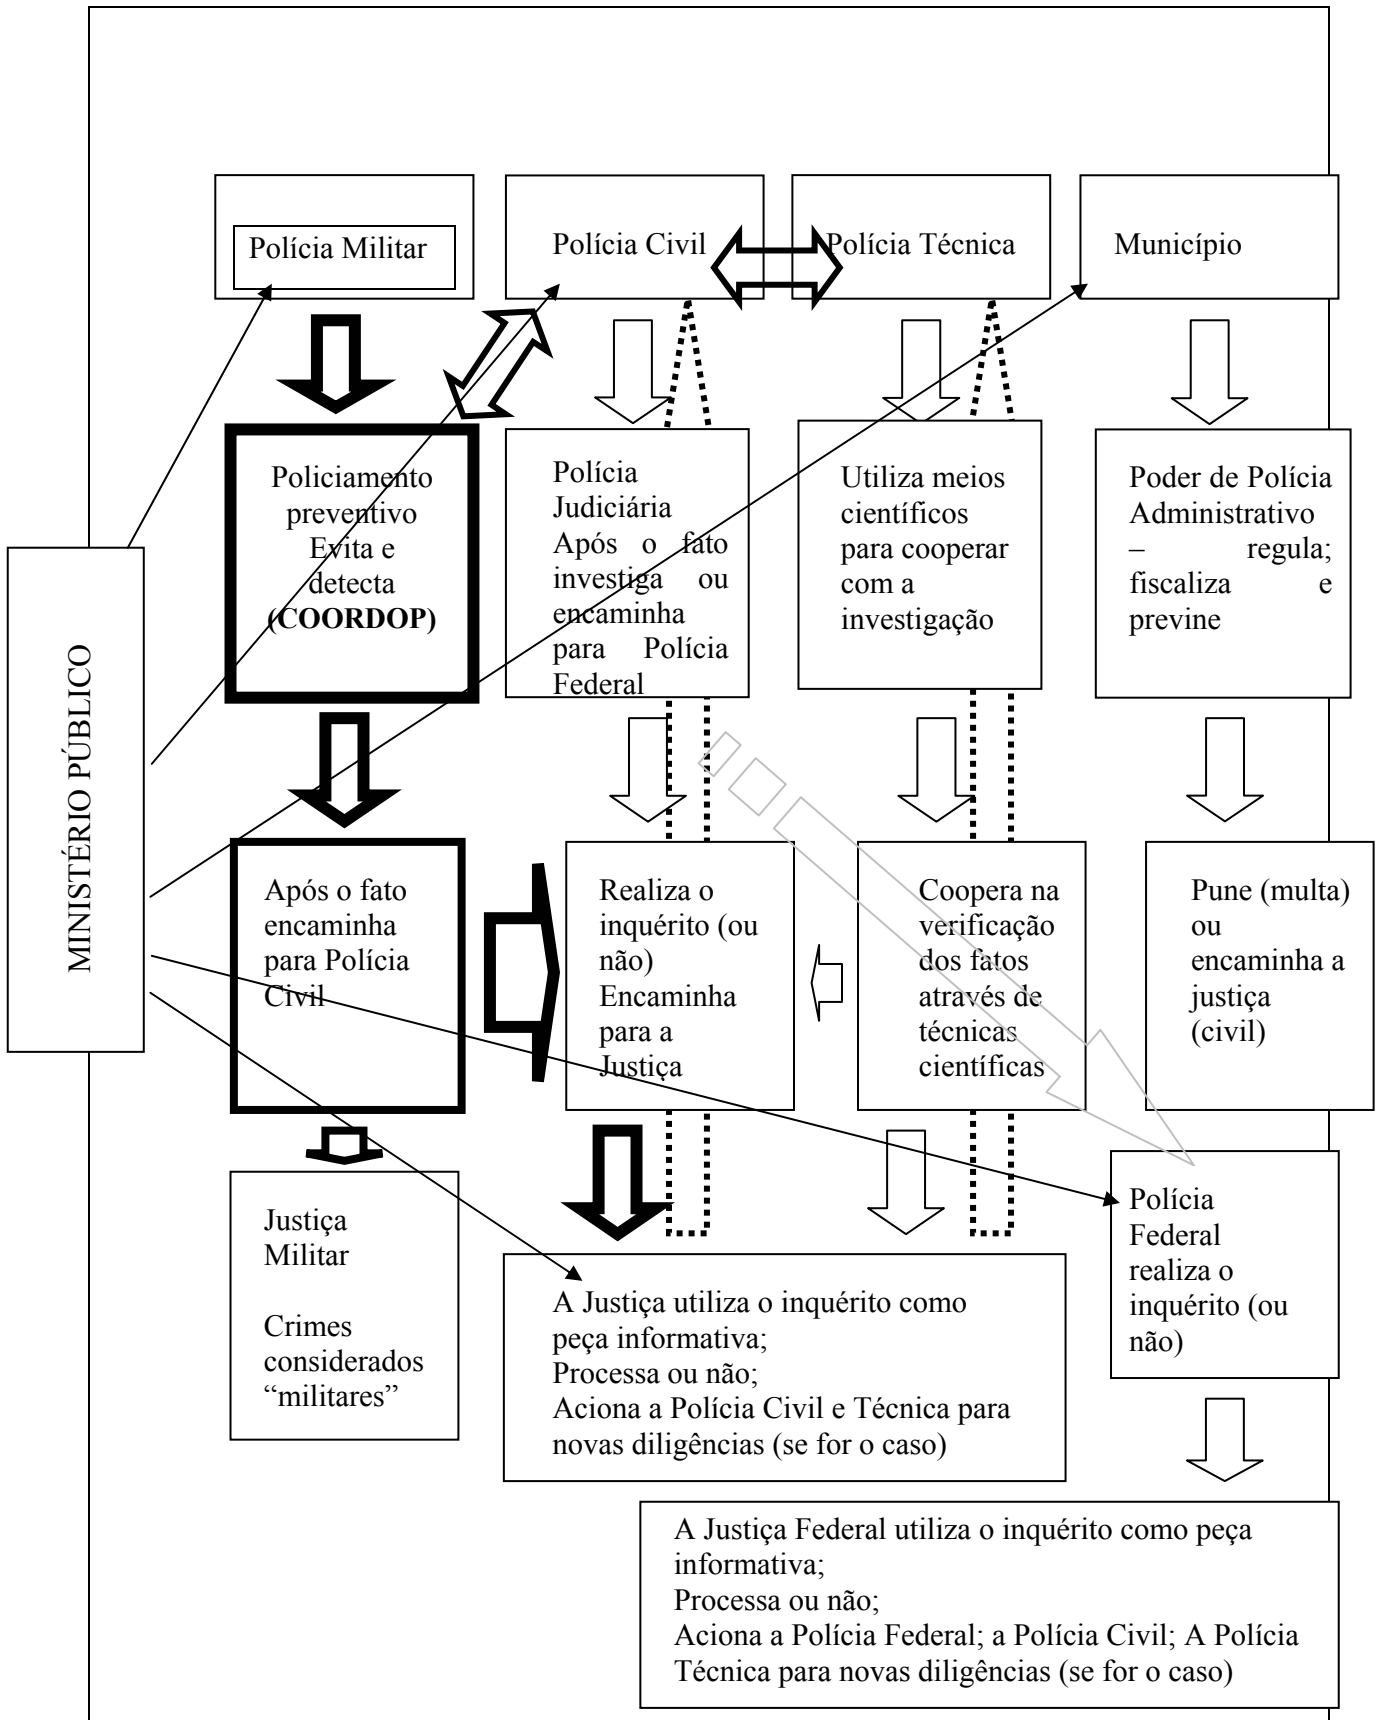 Polícia Militar
Polícia Civil
Polícia Técnica
Município
Policiamento
preventivo
Evita e
detecta
(COORDOP)
Polícia
Judiciária
Após o fato
investiga ou
encaminha
para Polícia
Federal
Utiliza meios
científicos
para cooperar
com a
investigação
Poder de Polícia
Administrativo
– regula;
fiscaliza e
previne
MINISTÉRIO PÚBLICO
Após o fato
encaminha
para Polícia
Civil
Realiza o
inquérito (ou
não)
Encaminha
para a
Justiça
Coopera na
verificação
dos fatos
através de
técnicas
científicas
Pune (multa)
ou
encaminha a
justiça
(civil)
Justiça
Militar
Crimes
considerados
“militares”
A Justiça utiliza o inquérito como
peça informativa;
Processa ou não;
Aciona a Polícia Civil e Técnica para
novas diligências (se for o caso)
Polícia
Federal
realiza o
inquérito (ou
não)
A Justiça Federal utiliza o inquérito como peça
informativa;
Processa ou não;
Aciona a Polícia Federal; a Polícia Civil; A Polícia
Técnica para novas diligências (se for o caso)